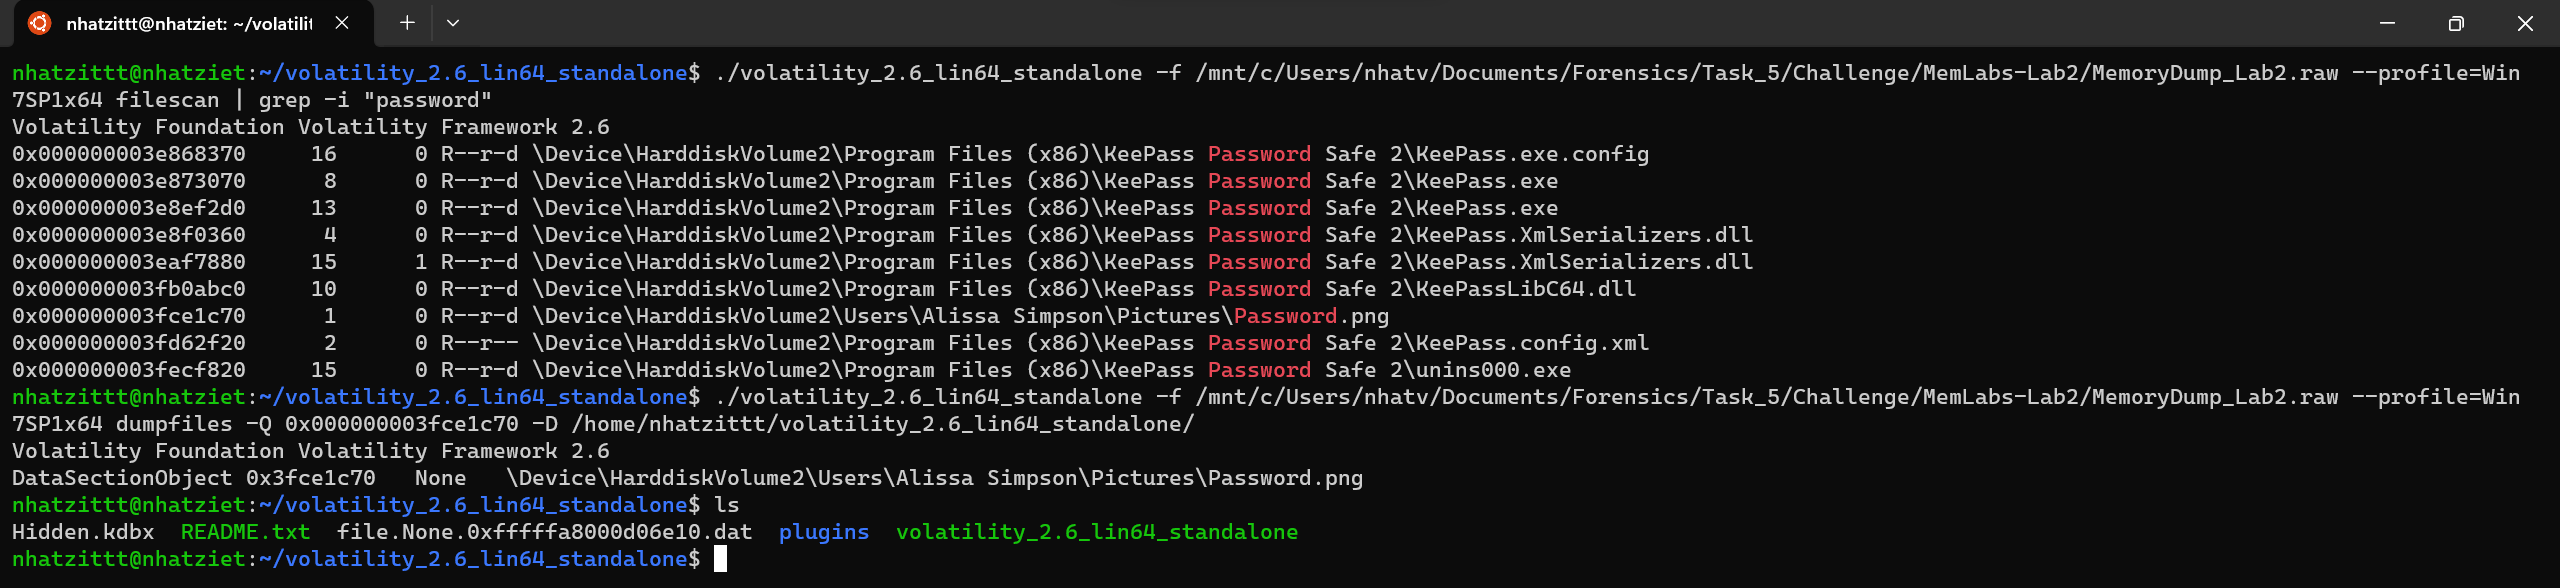 nhatzittt@nhatziet: ~/volatilit
nhatzittt@nhatziet:~/volatility_2.6_lin64_standalone$ ./volatility_2.6_lin64_standalone -f /mnt/c/Users/nhatv/Documents/Forensics/Task_5/Challenge/MemLabs-Lab2/MemoryDump_Lab2.raw --profile=Win
7SP1x64 filescan | grep -i "password"
Volatility Foundation Volatility Framework 2.6
0x000000003e868370     16      0 R--r-d \Device\HarddiskVolume2\Program Files (x86)\KeePass Password Safe 2\KeePass.exe.config
0x000000003e873070      8      0 R--r-d \Device\HarddiskVolume2\Program Files (x86)\KeePass Password Safe 2\KeePass.exe
0x000000003e8ef2d0     13      0 R--r-d \Device\HarddiskVolume2\Program Files (x86)\KeePass Password Safe 2\KeePass.exe
0x000000003e8f0360      4      0 R--r-d \Device\HarddiskVolume2\Program Files (x86)\KeePass Password Safe 2\KeePass.XmlSerializers.dll
0x000000003eaf7880     15      1 R--r-d \Device\HarddiskVolume2\Program Files (x86)\KeePass Password Safe 2\KeePass.XmlSerializers.dll
0x000000003fb0abc0     10      0 R--r-d \Device\HarddiskVolume2\Program Files (x86)\KeePass Password Safe 2\KeePassLibC64.dll
0x000000003fce1c70      1      0 R--r-d \Device\HarddiskVolume2\Users\Alissa Simpson\Pictures\Password.png
0x000000003fd62f20      2      0 R--r-- \Device\HarddiskVolume2\Program Files (x86)\KeePass Password Safe 2\KeePass.config.xml
0x000000003fecf820     15      0 R--r-d \Device\HarddiskVolume2\Program Files (x86)\KeePass Password Safe 2\unins000.exe
nhatzittt@nhatziet:~/volatility_2.6_lin64_standalone$ ./volatility_2.6_lin64_standalone -f /mnt/c/Users/nhatv/Documents/Forensics/Task_5/Challenge/MemLabs-Lab2/MemoryDump_Lab2.raw --profile=Win
7SP1x64 dumpfiles -Q 0x000000003fce1c70 -D /home/nhatzittt/volatility_2.6_lin64_standalone/
Volatility Foundation Volatility Framework 2.6
DataSectionObject 0x3fce1c70   None   \Device\HarddiskVolume2\Users\Alissa Simpson\Pictures\Password.png
nhatzittt@nhatziet:~/volatility_2.6_lin64_standalone$ ls
Hidden.kdbx  README.txt  file.None.0xfffffa8000d06e10.dat  plugins  volatility_2.6_lin64_standalone
nhatzittt@nhatziet:~/volatility_2.6_lin64_standalone$